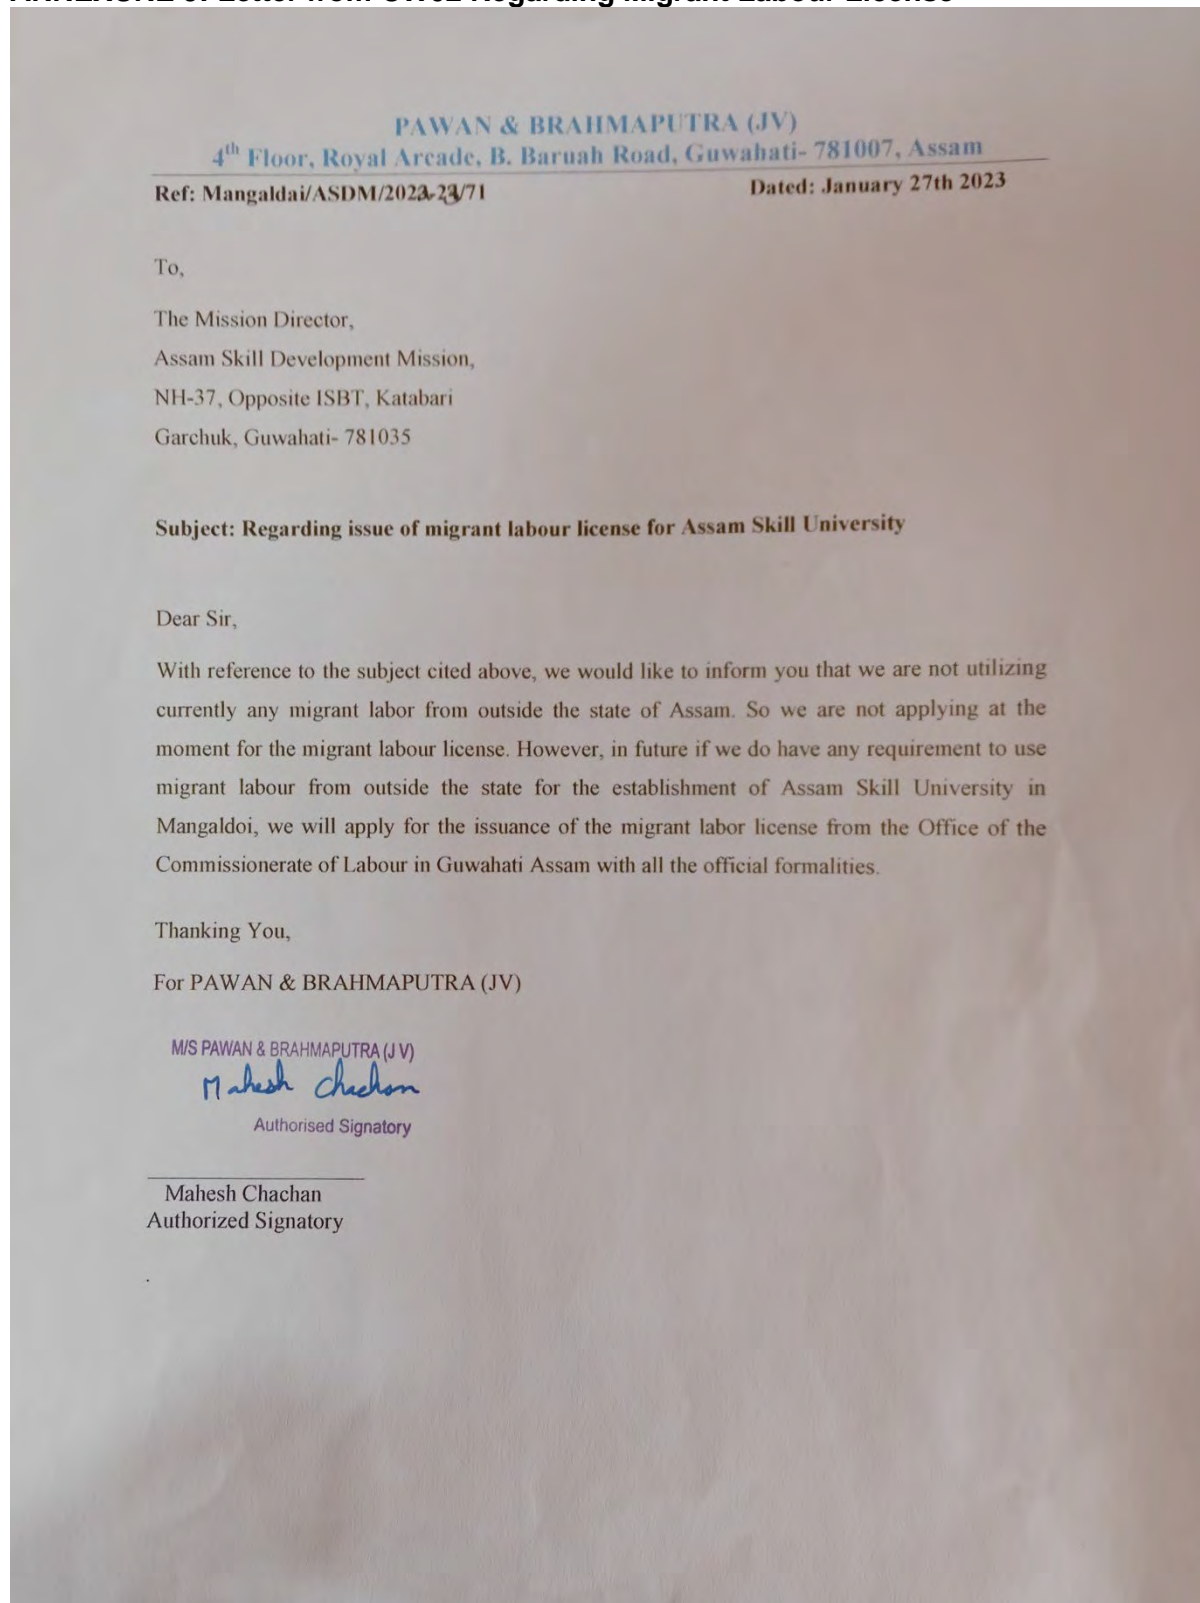 PAWAN & BRAHMAPUTRA (JV)
4th Floor, Royal Arcade, B. Baruah Road, Guwahati- 781007, Assam
Ref: Mangaldai/ASDM/2022-23/71 Dated: January 27th 2023
To,
The Mission Director,
Assam Skill Development Mission,
NH-37, Opposite ISBT, Katabari
Garchuk, Guwahati- 781035
Subject: Regarding issue of migrant labour license for Assam Skill University
Dear Sir,
With reference to the subject cited above, we would like to inform you that we are not utilizing
currently any migrant labor from outside the state of Assam. So we are not applying at the
moment for the migrant labour license. However, in future if we do have any requirement to use
migrant labour from outside the state for the establishment of Assam Skill University in
Mangaldoi, we will apply for the issuance of the migrant labor license from the Office of the
Commissionerate of Labour in Guwahati Assam with all the official formalities.
Thanking You,
For PAWAN & BRAHMAPUTRA (JV)
M/S PAWAN & BRAHMAPUTRA (J V)
Mahesh Chachan
Authorised Signatory
Mahesh Chachan
Authorized Signatory